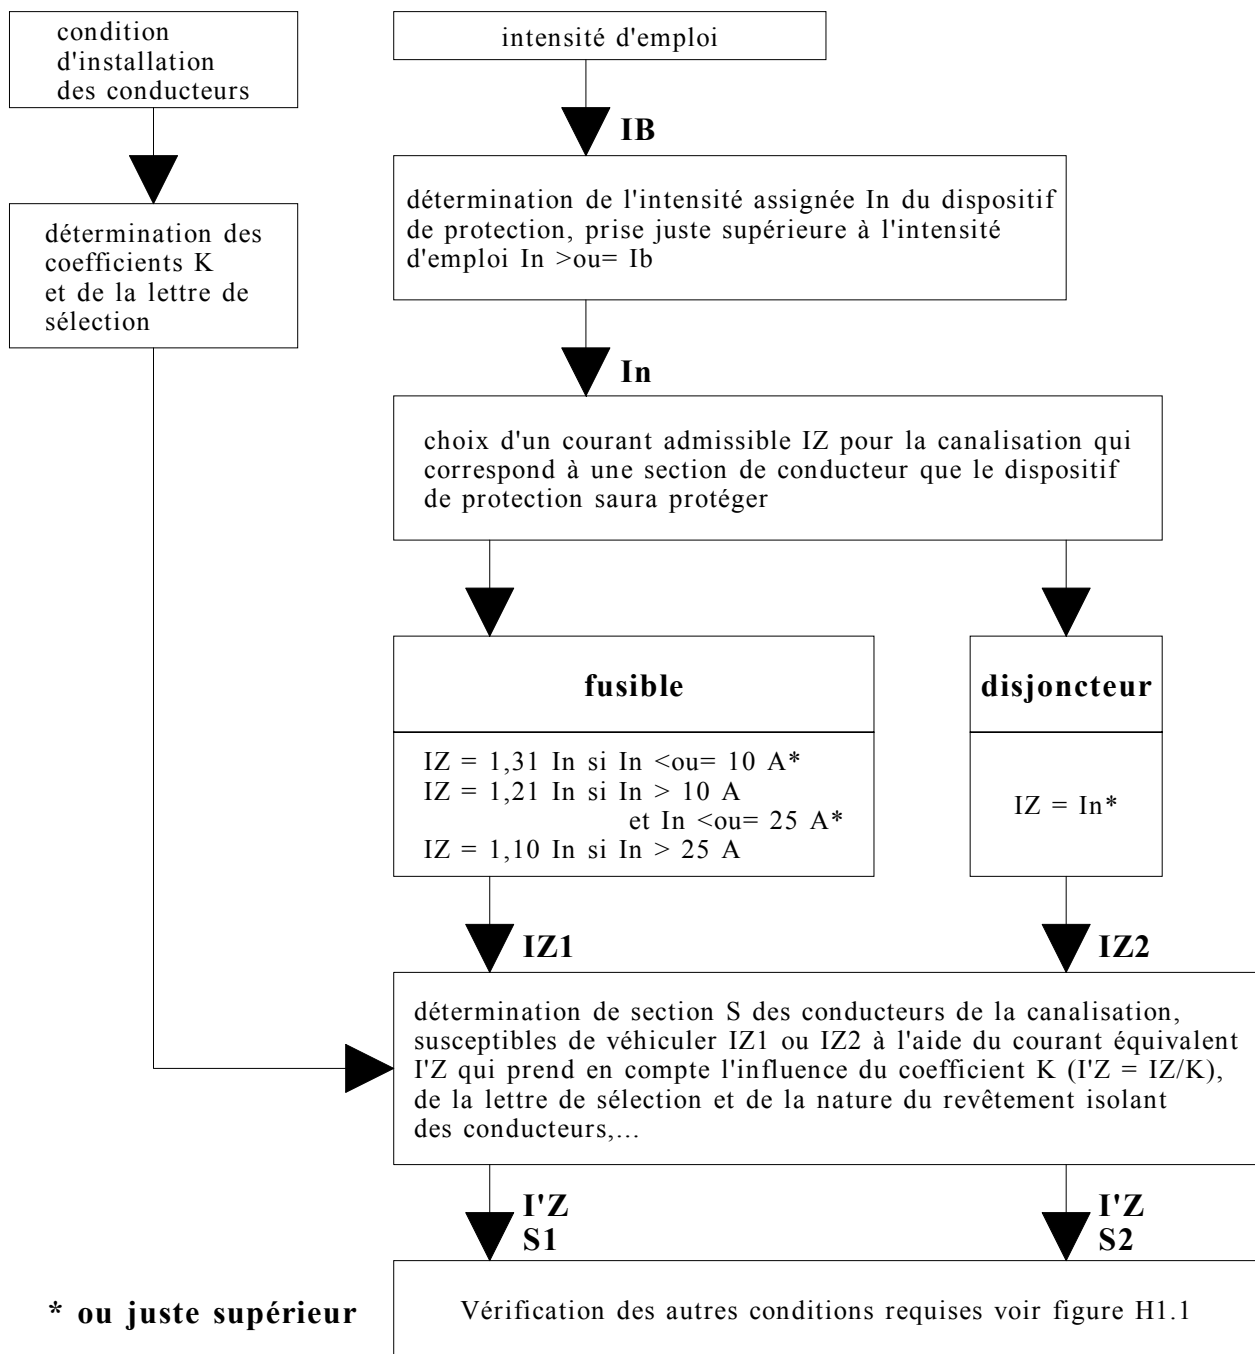 condition
d'installation
des conducteurs
intensité d'emploi
IB
détermination des
coefficients K
et de la lettre de
sélection
détermination de l'intensité assignée In du dispositif
de protection, prise juste supérieure à l'intensité
d'emploi In >ou= Ib
In
choix d'un courant admissible IZ pour la canalisation qui
correspond à une section de conducteur que le dispositif
de protection saura protéger
fusible
disjoncteur
IZ = 1,31 In si In <ou= 10 A*
IZ = 1,21 In si In > 10 A
et In <ou= 25 A*
IZ = 1,10 In si In > 25 A
IZ = In*
IZ1
IZ2
détermination de section S des conducteurs de la canalisation,
susceptibles de véhiculer IZ1 ou IZ2 à l'aide du courant équivalent
I'Z qui prend en compte l'influence du coefficient K (I'Z = IZ/K),
de la lettre de sélection et de la nature du revêtement isolant
des conducteurs,...
I'Z
S1
I'Z
S2
* ou juste supérieur
Vérification des autres conditions requises voir figure H1.1